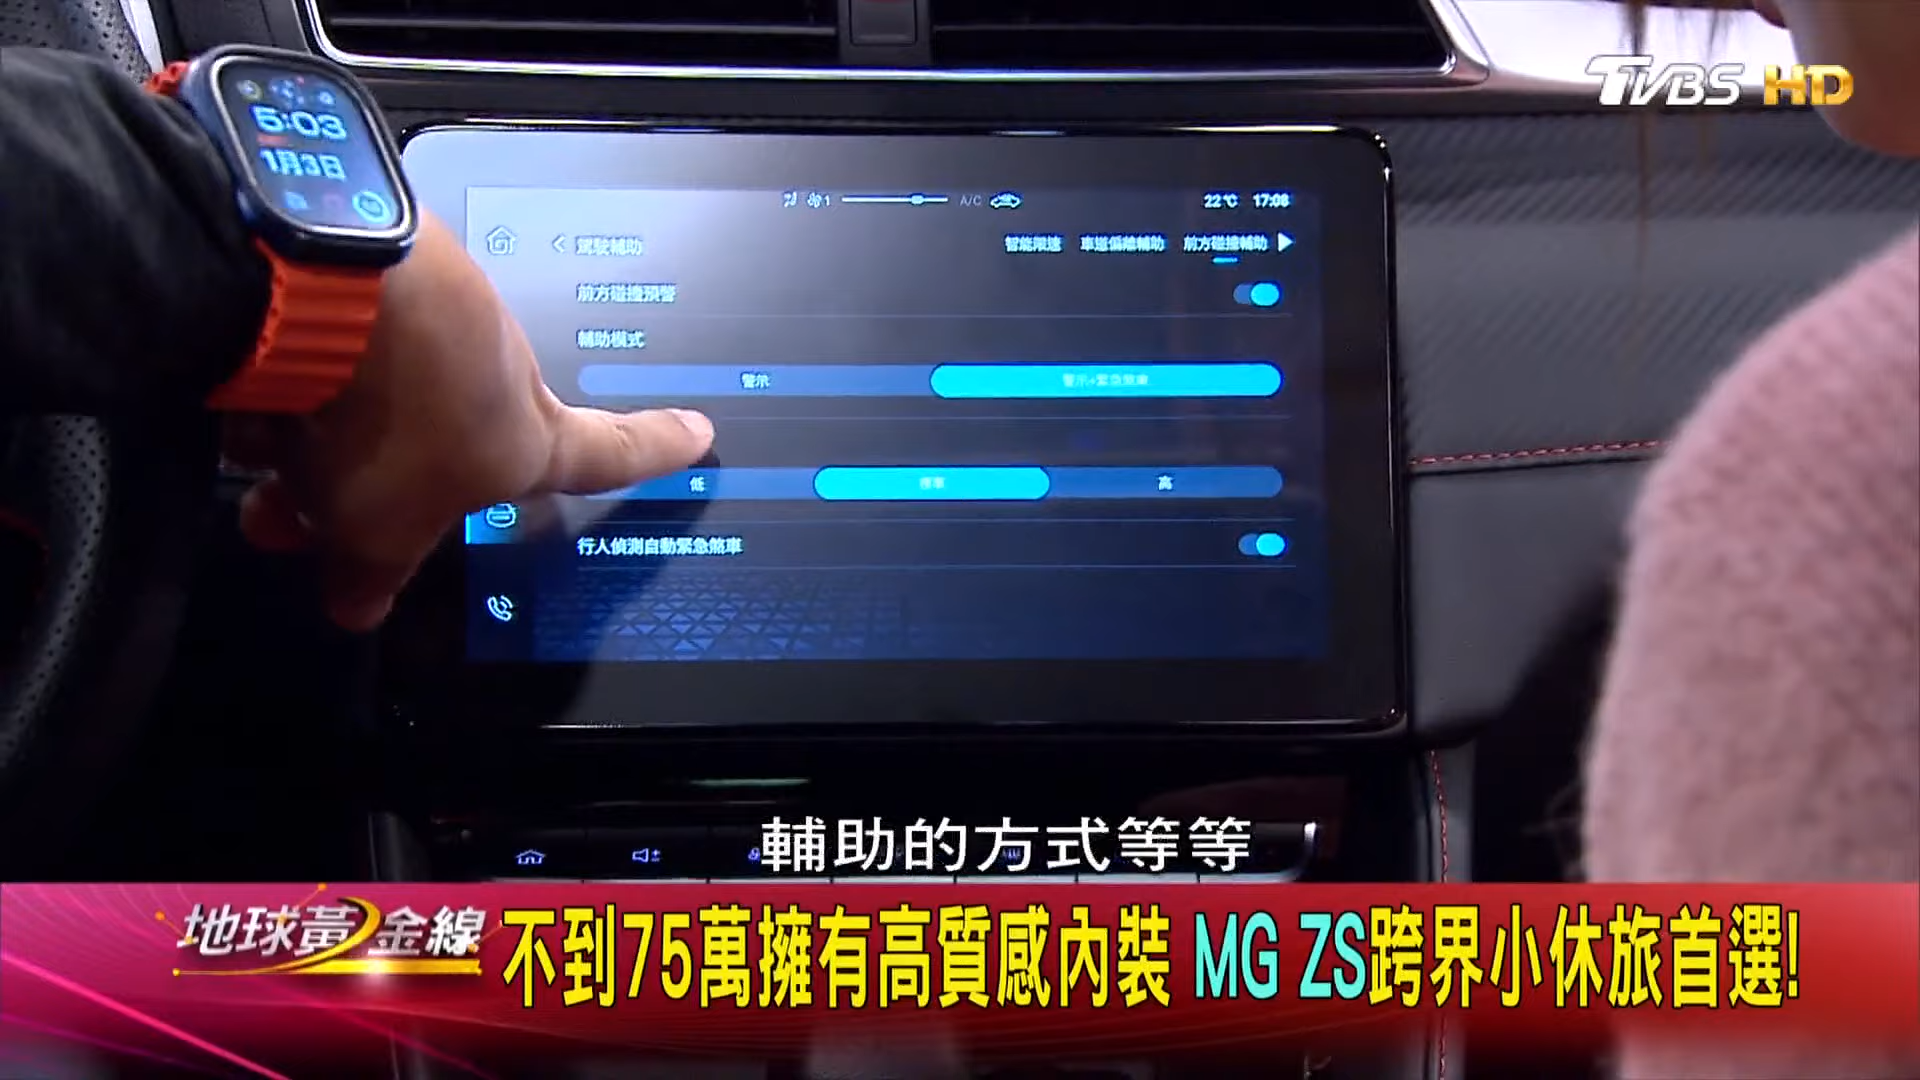 TVBS HD
5:03
1月3日
1 A/C 22℃ 17:08
駕駛輔助 智能限速 車道偏離輔助 前方碰撞輔助
前方碰撞預警
輔助模式
警示 警示+緊急煞車
低 標準 高
行人偵測自動緊急煞車
輔助的方式等等
地球黃金線 不到75萬擁有高質感內裝 MG ZS跨界小休旅首選!